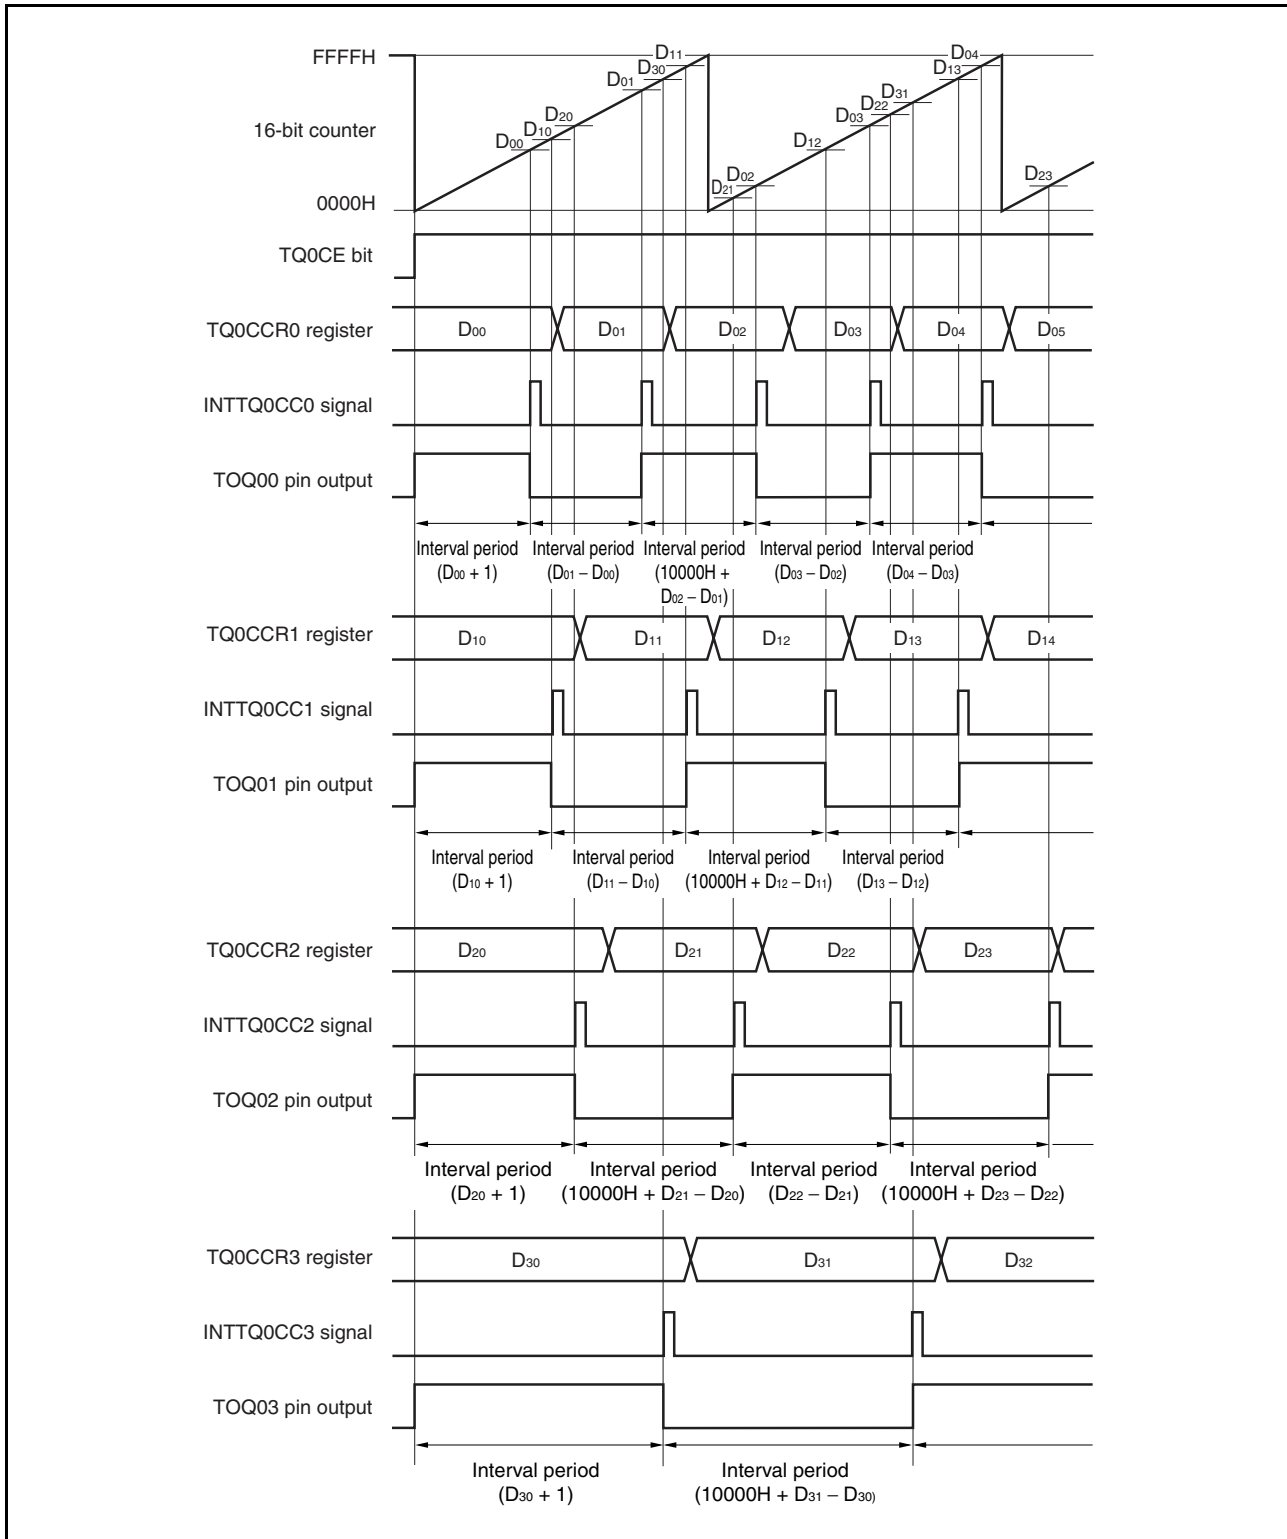 FFFFH
D11
D30
D01
D20
D10
D00
16-bit counter
D04
D13
D31
D22
D03
D12
D02
D21
D23
0000H
TQ0CE bit
TQ0CCR0 register D00 D01 D02 D03 D04 D05
INTTQ0CC0 signal
TOQ00 pin output
Interval period Interval period Interval period Interval period Interval period
(D00 + 1) (D01 – D00) (10000H + (D03 – D02) (D04 – D03)
D02 – D01)
TQ0CCR1 register D10 D11 D12 D13 D14
INTTQ0CC1 signal
TOQ01 pin output
Interval period Interval period Interval period Interval period
(D10 + 1) (D11 – D10) (10000H + D12 – D11) (D13 – D12)
TQ0CCR2 register D20 D21 D22 D23
INTTQ0CC2 signal
TOQ02 pin output
Interval period Interval period Interval period Interval period
(D20 + 1) (10000H + D21 – D20) (D22 – D21) (10000H + D23 – D22)
TQ0CCR3 register D30 D31 D32
INTTQ0CC3 signal
TOQ03 pin output
Interval period Interval period
(D30 + 1) (10000H + D31 – D30)